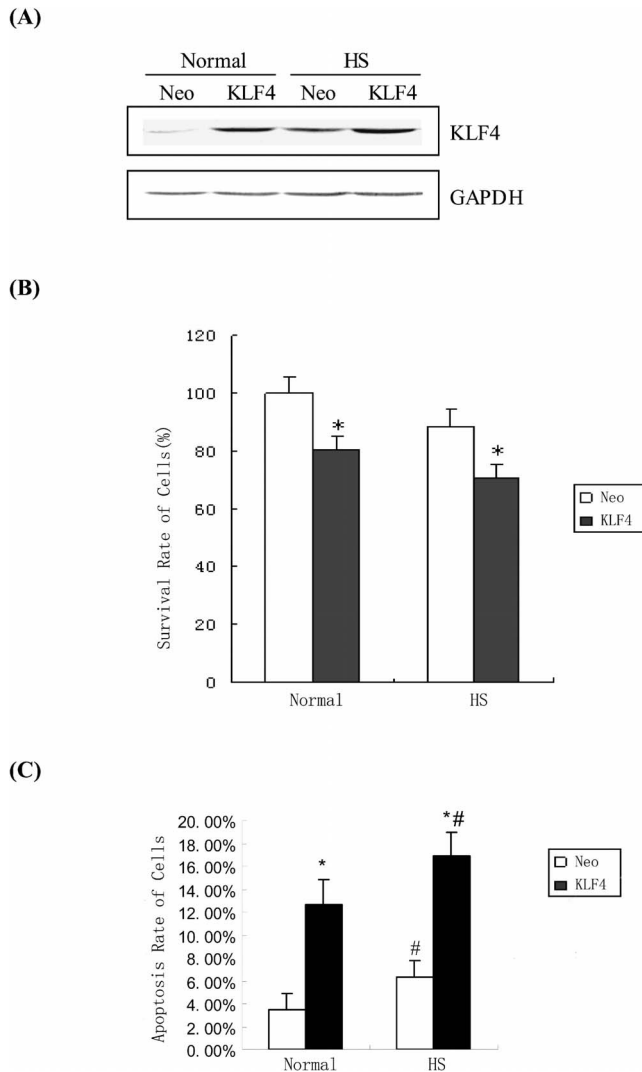 (A)
Normal HS
Neo KLF4 Neo KLF4
KLF4
GAPDH
(B)
120
100
80
60
40
20
0
Survival Rate of Cells(%)
*
*
Normal HS
Neo
KLF4
(C)
20. 00%
18. 00%
16. 00%
14. 00%
12. 00%
10. 00%
8. 00%
6. 00%
4. 00%
2. 00%
0. 00%
Apoptosis Rate of Cells
*
#
*#
Normal HS
Neo
KLF4